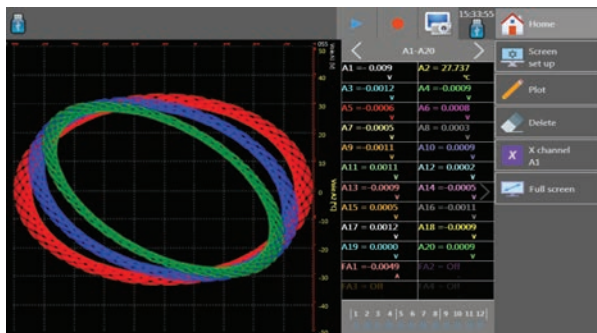 15:33:55
Home
A1-A20
Screen
set up
A1 =- 0.009
V
A2 = 27.737
°C
A3 =-0.0012
V
A4 =-0.0009
V
A5 =-0.0006
V
A6 = 0.0008
V
A7 =-0.0005
V
A8 = 0.0003
V
A9 =-0.0011
V
A10 = 0.0009
V
A11 = 0.0011
V
A12 = 0.0002
V
A13 =-0.0009
V
A14 =-0.0005
V
A15 = 0.0005
V
A16 =-0.0011
V
A17 = 0.0012
V
A18 =-0.0009
V
A19 = 0.0000
V
A20 = 0.0009
V
FA1 =-0.0049
A
FA2 = Off
FA3 = Off
FA4 = Off
1 2 3 4 5 6 7 8 9 10 11 12
Plot
Delete
X
X channel
A1
Full screen
50
40
30
20
10
0
-10
-20
-30
-40
-50